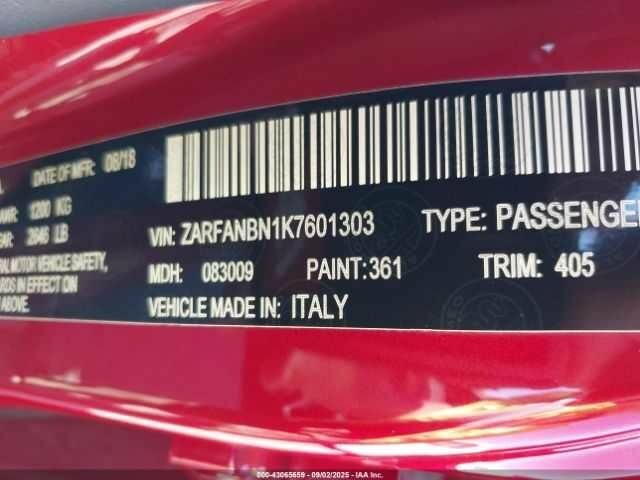 DATE OF MFR: 08/18
1200 KG
2646 LB
VIN: ZARFANBN1K7601303 TYPE: PASSENGE
MOTOR VEHICLE SAFETY,
IN EFFECT ON
ABOVE.
MDH: 083009 PAINT:361 TRIM: 405
VEHICLE MADE IN: ITALY
000-43065659 - 09/02/2025 - IAA Inc.